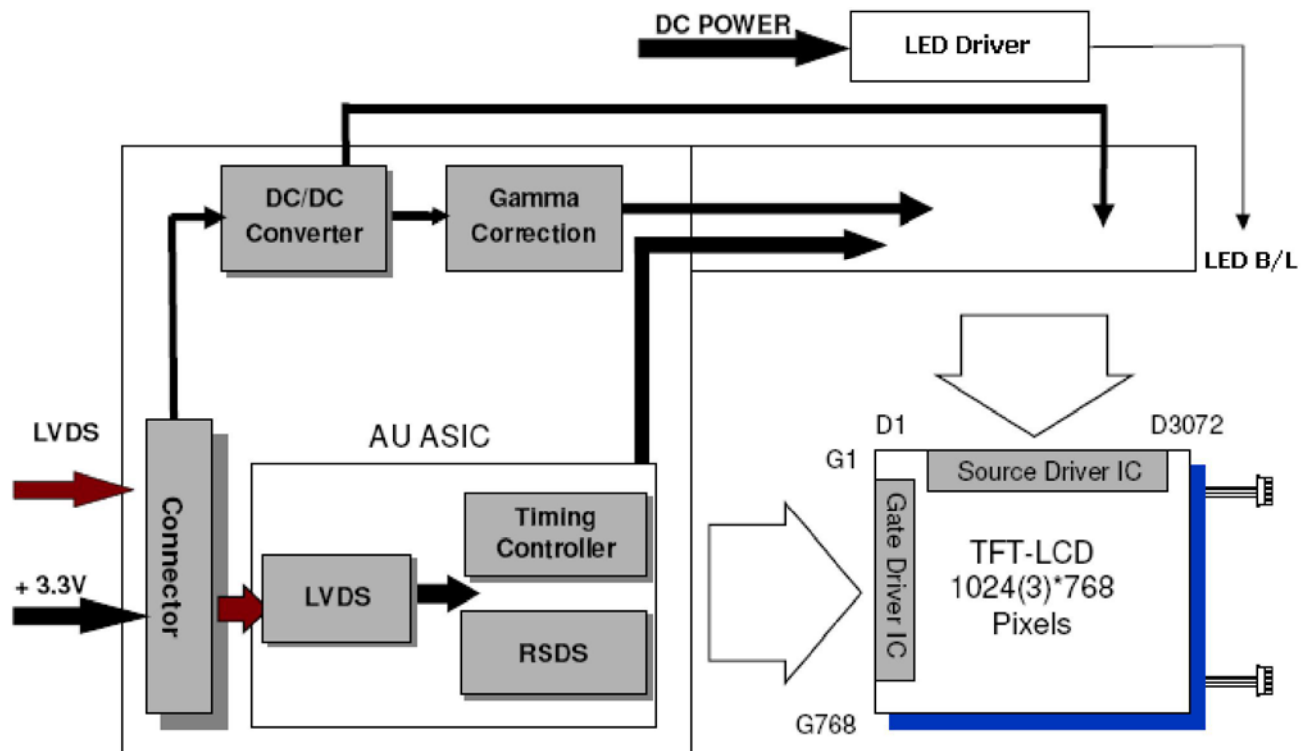 DC POWER
LED Driver
DC/DC
Converter
Gamma
Correction
LED B/L
LVDS
+ 3.3V
Connector
AU ASIC
LVDS
Timing
Controller
RSDS
D1
D3072
G1
G768
Source Driver IC
Gate Driver IC
TFT-LCD
1024(3)*768
Pixels